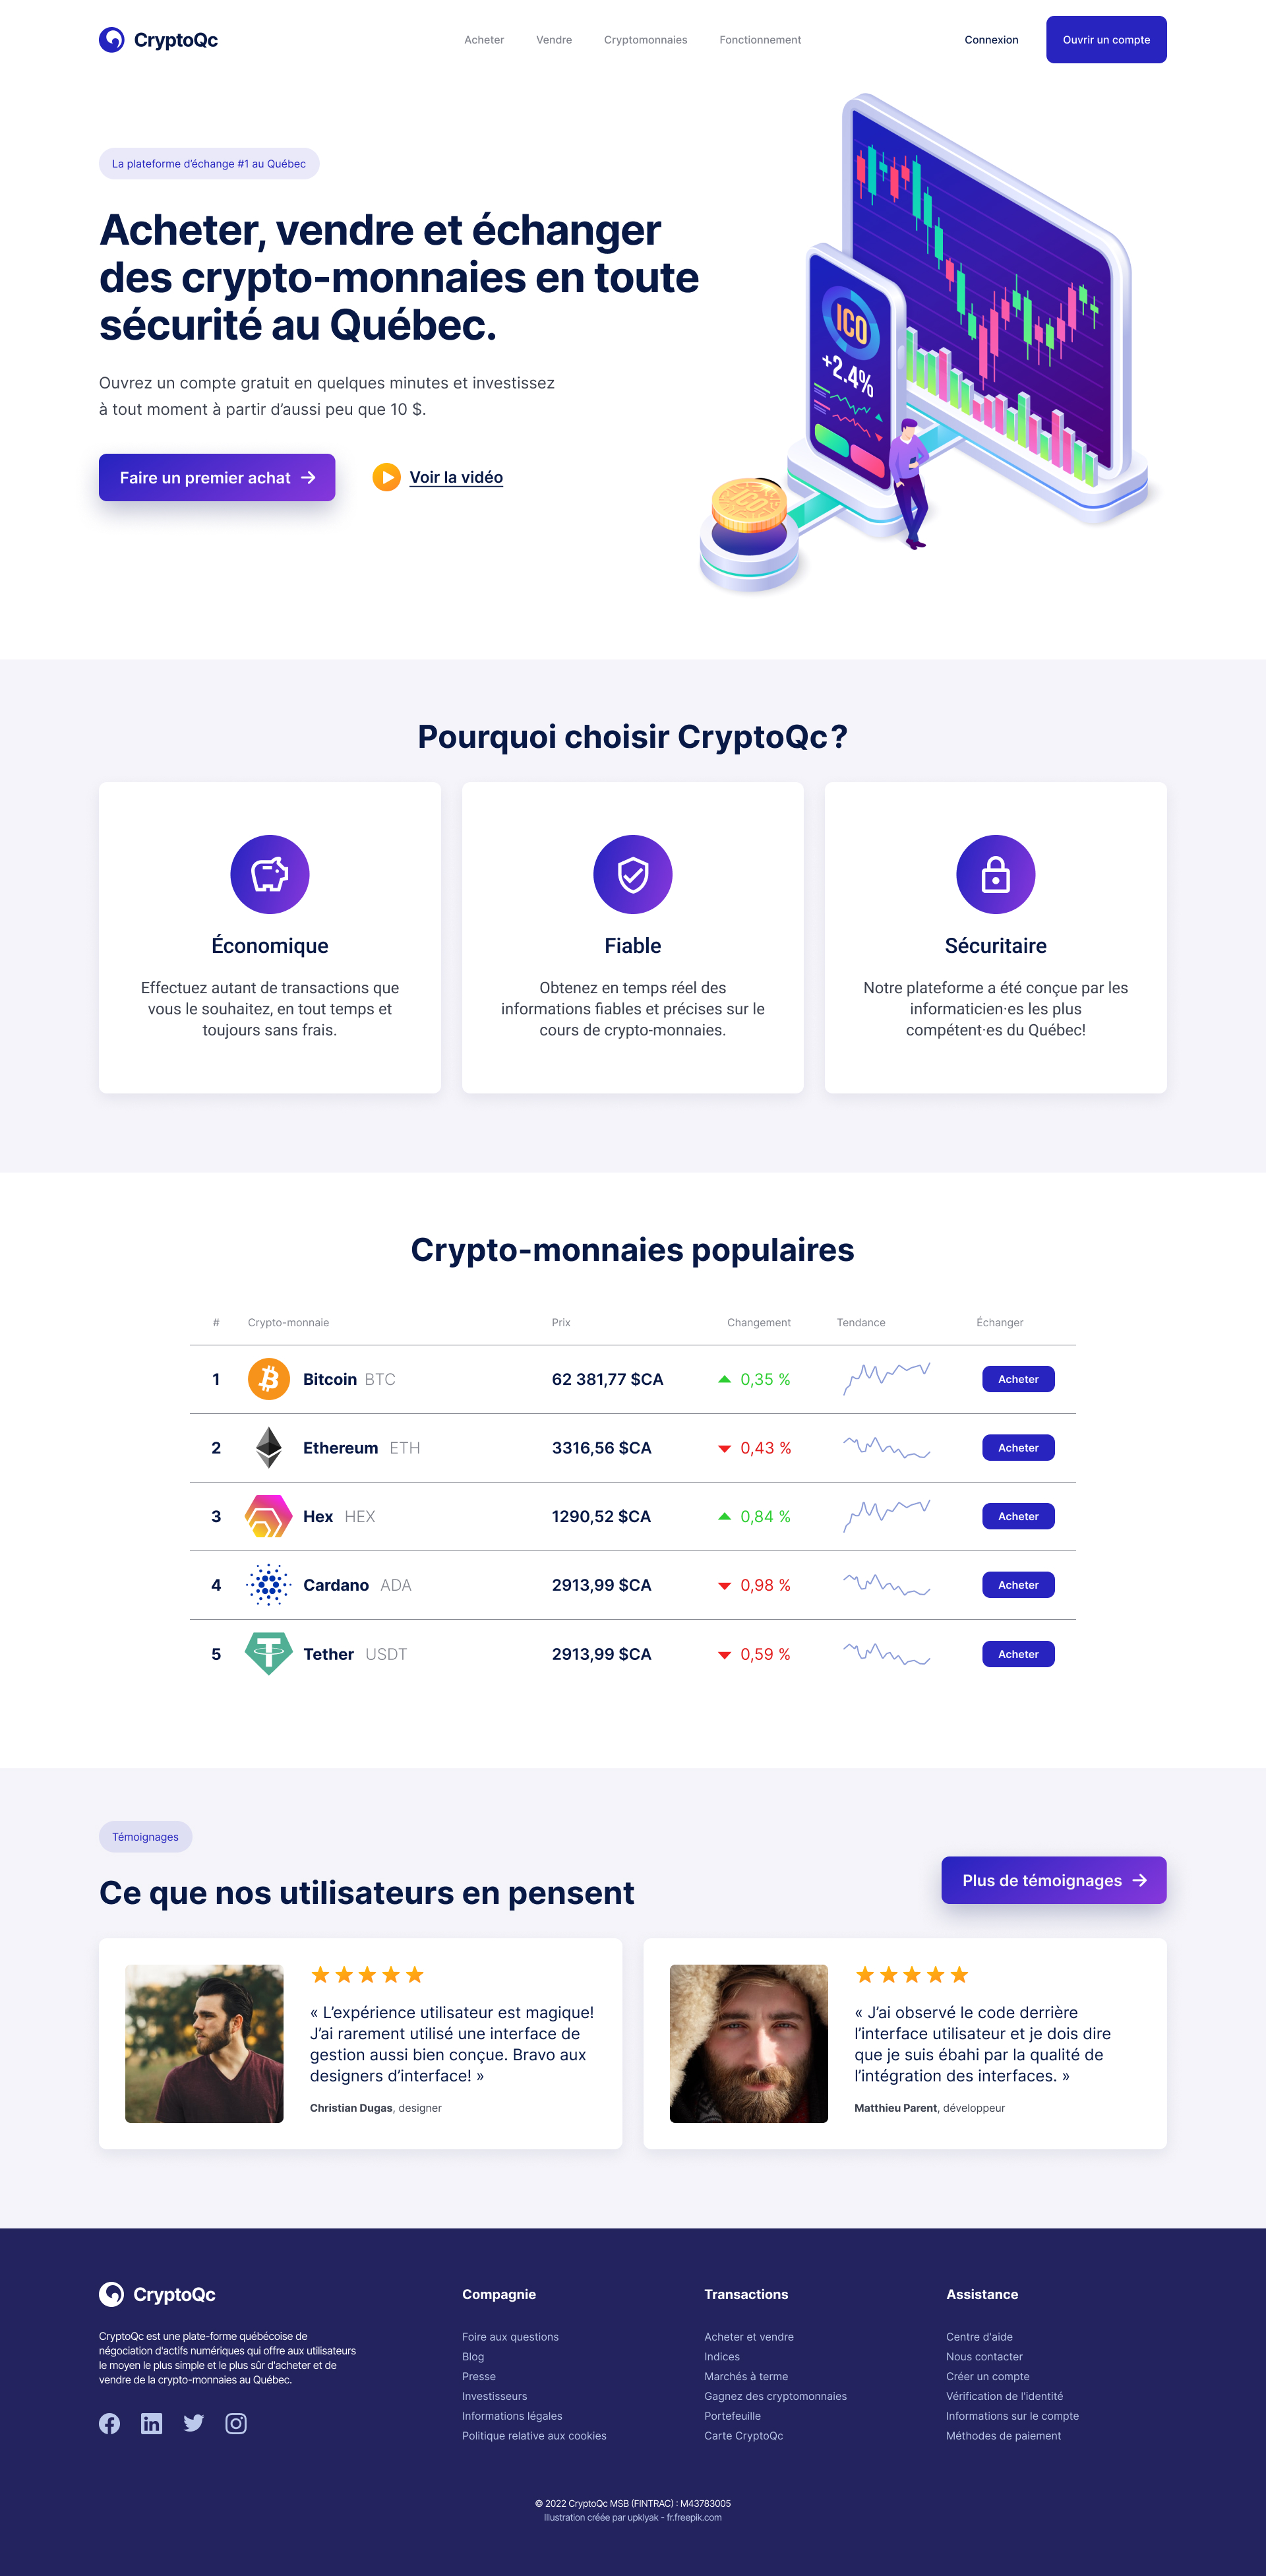 CryptoQc
Acheter
Vendre
Cryptomonnaies
Fonctionnement
Connexion
Ouvrir un compte
La plateforme d'échange #1 au Québec
Acheter, vendre et échanger
des crypto-monnaies en toute
sécurité au Québec.
Ouvrez un compte gratuit en quelques minutes et investissez
à tout moment à partir d'aussi peu que 10 $.
Faire un premier achat
Voir la vidéo
ICO
+2.4%
ICO
Pourquoi choisir CryptoQc?
Économique
Effectuez autant de transactions que
vous le souhaitez, en tout temps et
toujours sans frais.
Fiable
Obtenez en temps réel des
informations fiables et précises sur le
cours de crypto-monnaies.
Sécuritaire
Notre plateforme a été conçue par les
informaticien·es les plus
compétent·es du Québec!
Crypto-monnaies populaires
# Crypto-monnaie Prix Changement Tendance Échanger
1 Bitcoin BTC 62 381,77 $CA 0,35 % Acheter
2 Ethereum ETH 3316,56 $CA 0,43 % Acheter
3 Hex HEX 1290,52 $CA 0,84 % Acheter
4 Cardano ADA 2913,99 $CA 0,98 % Acheter
5 Tether USDT 2913,99 $CA 0,59 % Acheter
Témoignages
Ce que nos utilisateurs en pensent
Plus de témoignages
« L'expérience utilisateur est magique!
J'ai rarement utilisé une interface de
gestion aussi bien conçue. Bravo aux
designers d'interface! »
Christian Dugas, designer
« J'ai observé le code derrière
l'interface utilisateur et je dois dire
que je suis ébahi par la qualité de
l'intégration des interfaces. »
Matthieu Parent, développeur
CryptoQc
CryptoQc est une plate-forme québécoise de
négociation d'actifs numériques qui offre aux utilisateurs
le moyen le plus simple et le plus sûr d'acheter et de
vendre de la crypto-monnaies au Québec.
Compagnie
Foire aux questions
Blog
Presse
Investisseurs
Informations légales
Politique relative aux cookies
Transactions
Acheter et vendre
Indices
Marchés à terme
Gagnez des cryptomonnaies
Portefeuille
Carte CryptoQc
Assistance
Centre d'aide
Nous contacter
Créer un compte
Vérification de l'identité
Informations sur le compte
Méthodes de paiement
© 2022 CryptoQc MSB (FINTRAC) : M43783005
Illustration créée par upklyak - fr.freepik.com